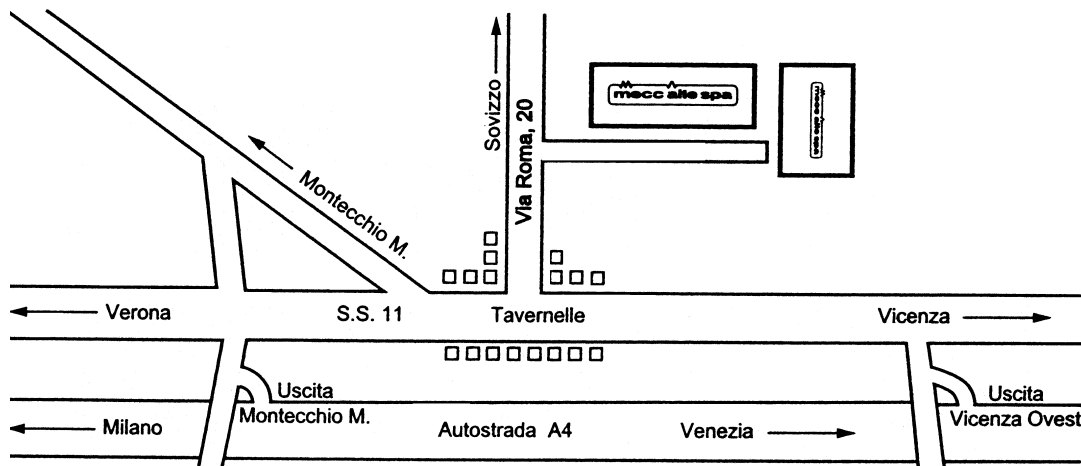 Sovizzo
Via Roma, 20
mecc alte spa
mecc alte spa
Montecchio M.
Verona
S.S. 11
Tavernelle
Vicenza
Uscita
Montecchio M.
Uscita
Vicenza Ovest
Milano
Autostrada A4
Venezia